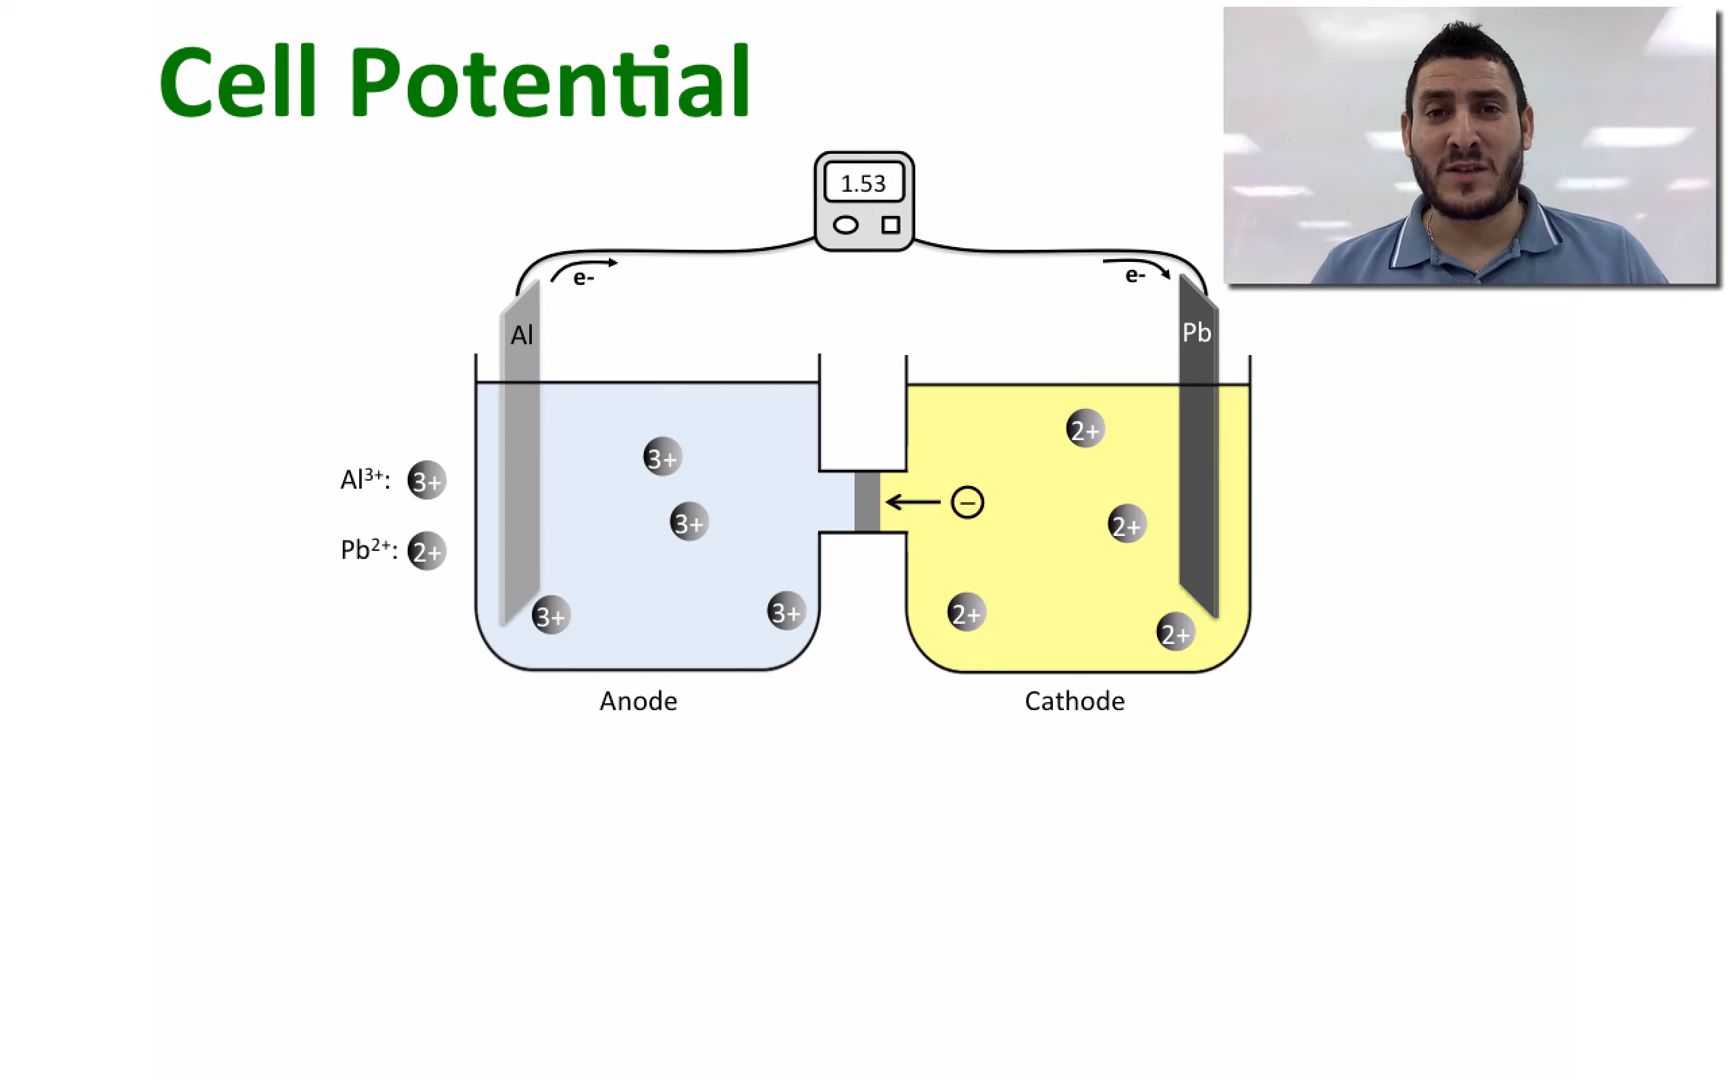 Cell Potential
1.53
e-
e-
Al
Pb
2+
3+
Al³⁺: 3+
3+
2+
Pb²⁺: 2+
3+
3+
2+
2+
Anode
Cathode